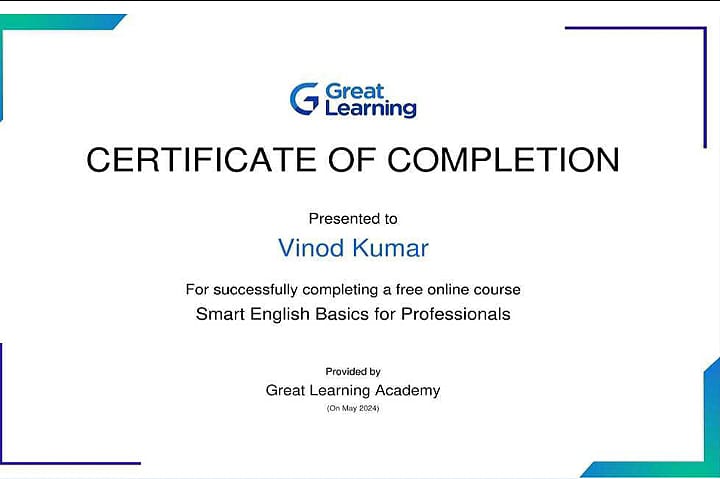 Great
Learning
CERTIFICATE OF COMPLETION
Presented to
Vinod Kumar
For successfully completing a free online course
Smart English Basics for Professionals
Provided by
Great Learning Academy
(On May 2024)